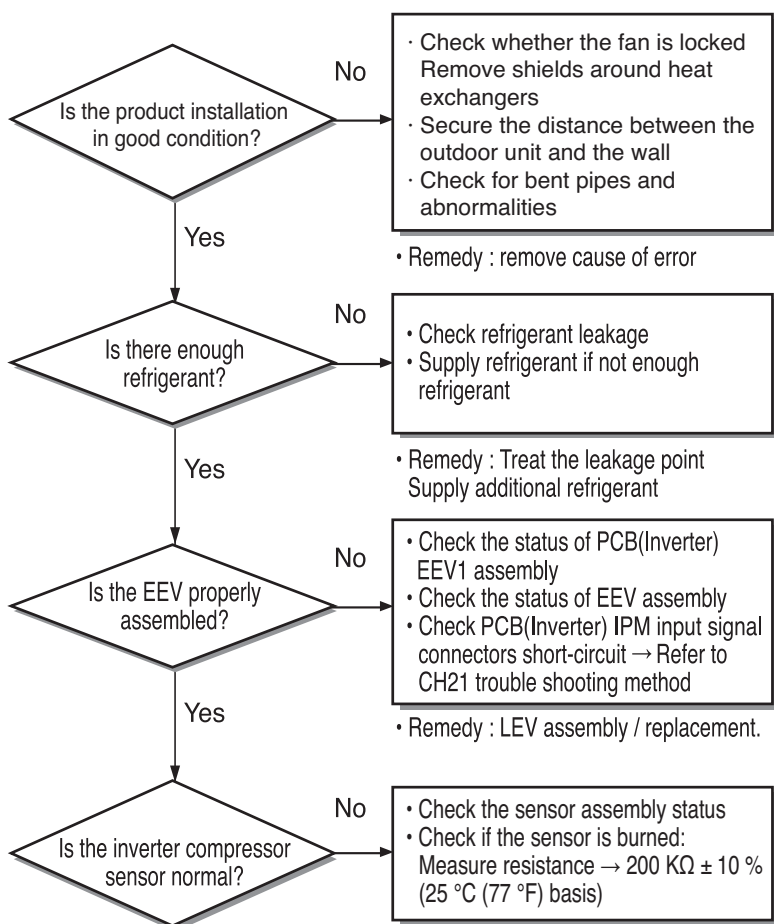 Is the product installation
in good condition?
No
· Check whether the fan is locked
Remove shields around heat
exchangers
· Secure the distance between the
outdoor unit and the wall
· Check for bent pipes and
abnormalities
• Remedy : remove cause of error
Yes
Is there enough
refrigerant?
No
• Check refrigerant leakage
• Supply refrigerant if not enough
refrigerant
• Remedy : Treat the leakage point
Supply additional refrigerant
Yes
Is the EEV properly
assembled?
No
• Check the status of PCB(Inverter)
EEV1 assembly
• Check the status of EEV assembly
• Check PCB(Inverter) IPM input signal
connectors short-circuit → Refer to
CH21 trouble shooting method
• Remedy : LEV assembly / replacement.
Yes
Is the inverter compressor
sensor normal?
No
• Check the sensor assembly status
• Check if the sensor is burned:
Measure resistance → 200 KΩ ± 10 %
(25 °C (77 °F) basis)